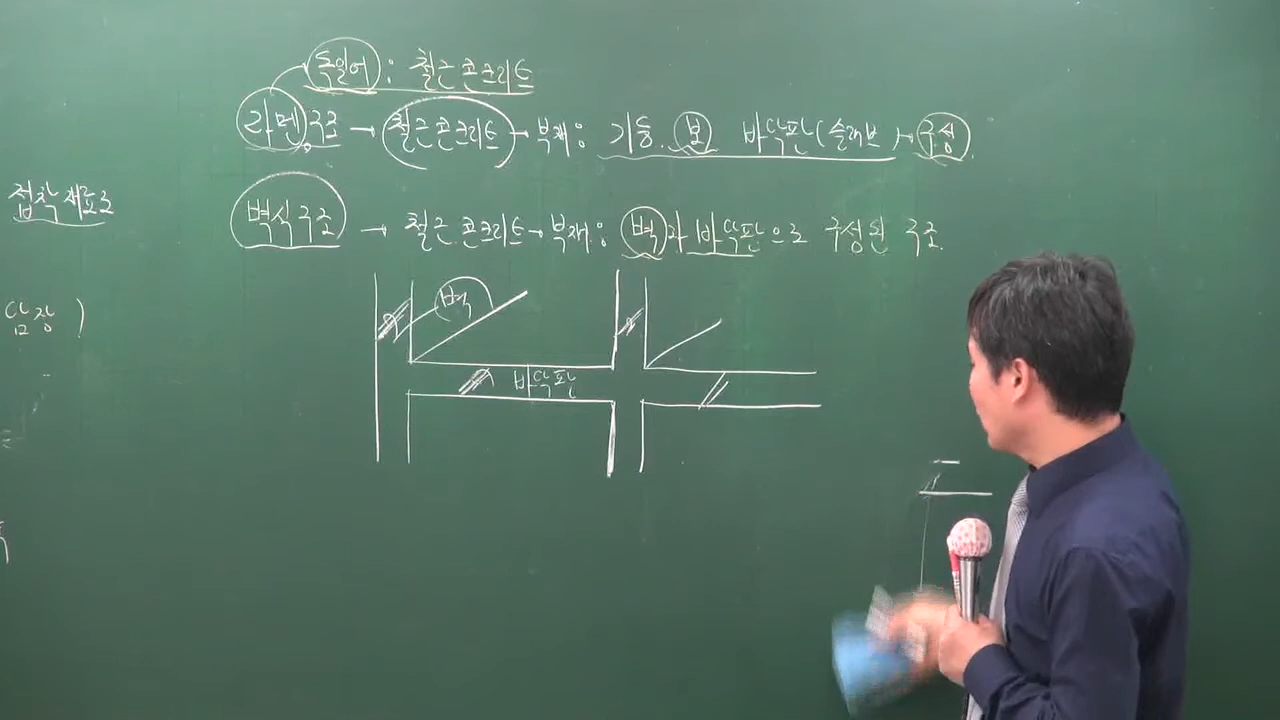 독일어 : 철근콘크리트
라멘구조 → 철근콘크리트 → 부재 : 기둥. 보 바닥판(슬래브) → 구성.
접착제표로
벽식구조 → 철근콘크리트 → 부재 : 벽과 바닥판으로 구성된 구조.
벽
바닥판